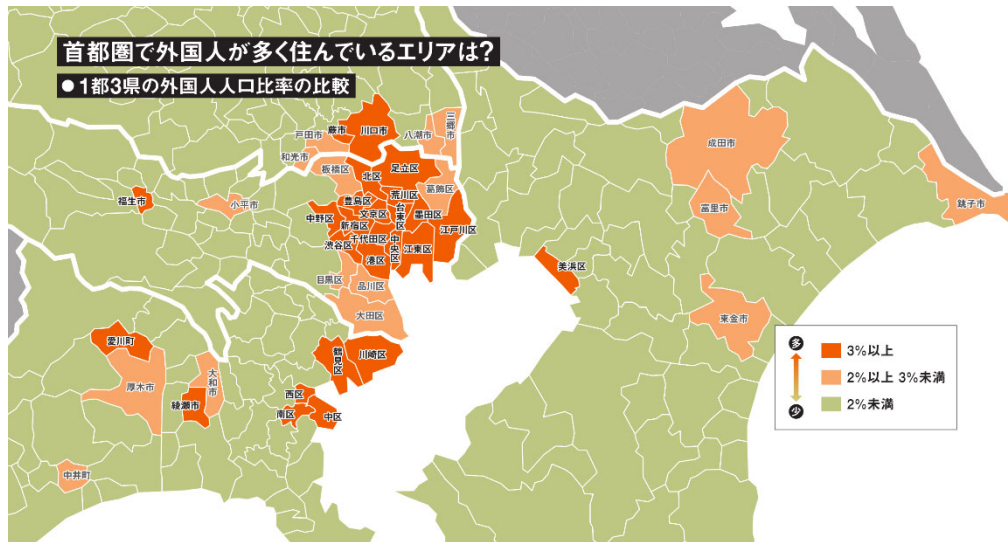 首都圏で外国人が多く住んでいるエリアは?
●1都3県の外国人人口比率の比較
三郷市
戸田市
蕨市
川口市
八潮市
和光市
成田市
板橋区
足立区
北区
葛飾区
荒川区
福生市
小平市
豊島区
文京区
台東区
墨田区
富里市
銚子市
中野区
新宿区
江戸川区
千代田区
中央区
渋谷区
江東区
港区
美浜区
目黒区
品川区
大田区
東金市
愛川町
鶴見区
川崎区
大和市
厚木市
綾瀬市
西区
南区
中区
中井町
多
3%以上
2%以上 3%未満
少
2%未満